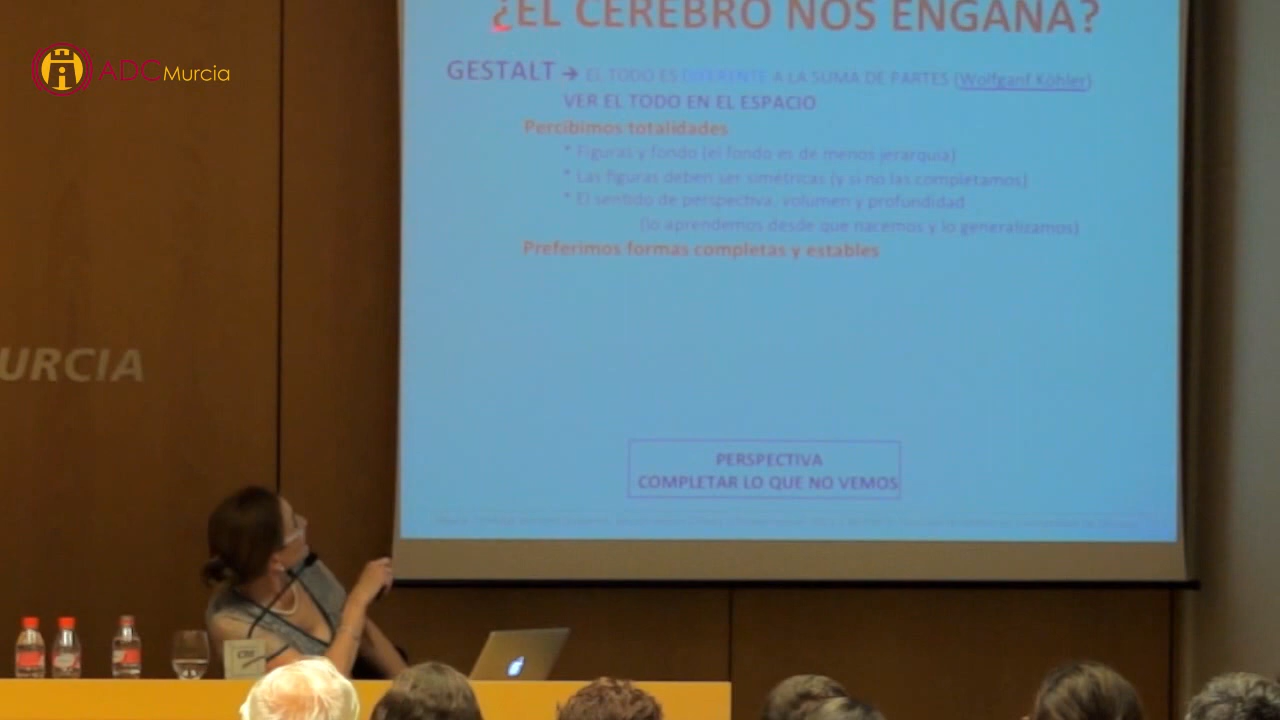 ADCMurcia
¿EL CEREBRO NOS ENGAÑA?
GESTALT → EL TODO ES DIFERENTE A LA SUMA DE PARTES (Wolfganf Köhler)
VER EL TODO EN EL ESPACIO
Percibimos totalidades
* Figuras y fondo (el fondo es de menos jerarquía)
* Las figuras deben ser simétricas (y si no las completamos)
* El sentido de perspectiva, volumen y profundidad
(lo aprendemos desde que nacemos y lo generalizamos)
Preferimos formas completas y estables
URCIA
PERSPECTIVA
COMPLETAR LO QUE NO VEMOS